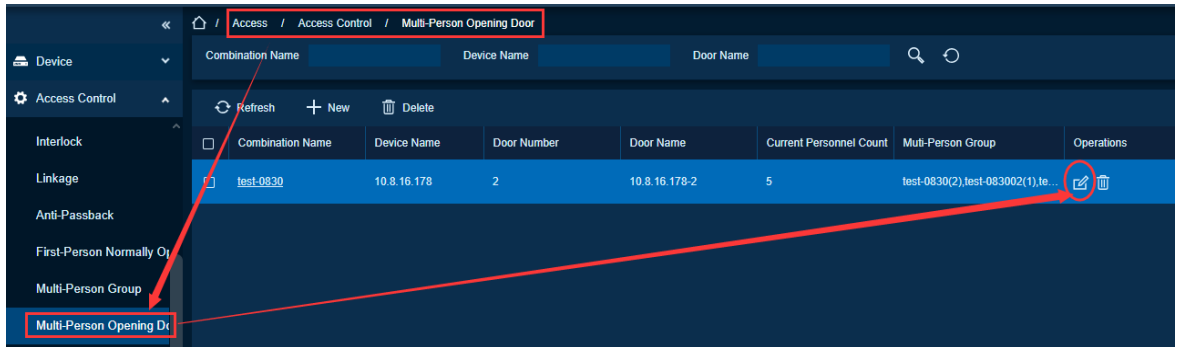 / Access / Access Control / Multi-Person Opening Door
Device
Combination Name Device Name Door Name
Access Control
Refresh New Delete
Interlock
Combination Name Device Name Door Number Door Name Current Personnel Count Muti-Person Group Operations
Linkage
test-0830 10.8.16.178 2 10.8.16.178-2 5 test-0830(2),test-083002(1),te...
Anti-Passback
First-Person Normally Op
Multi-Person Group
Multi-Person Opening Do